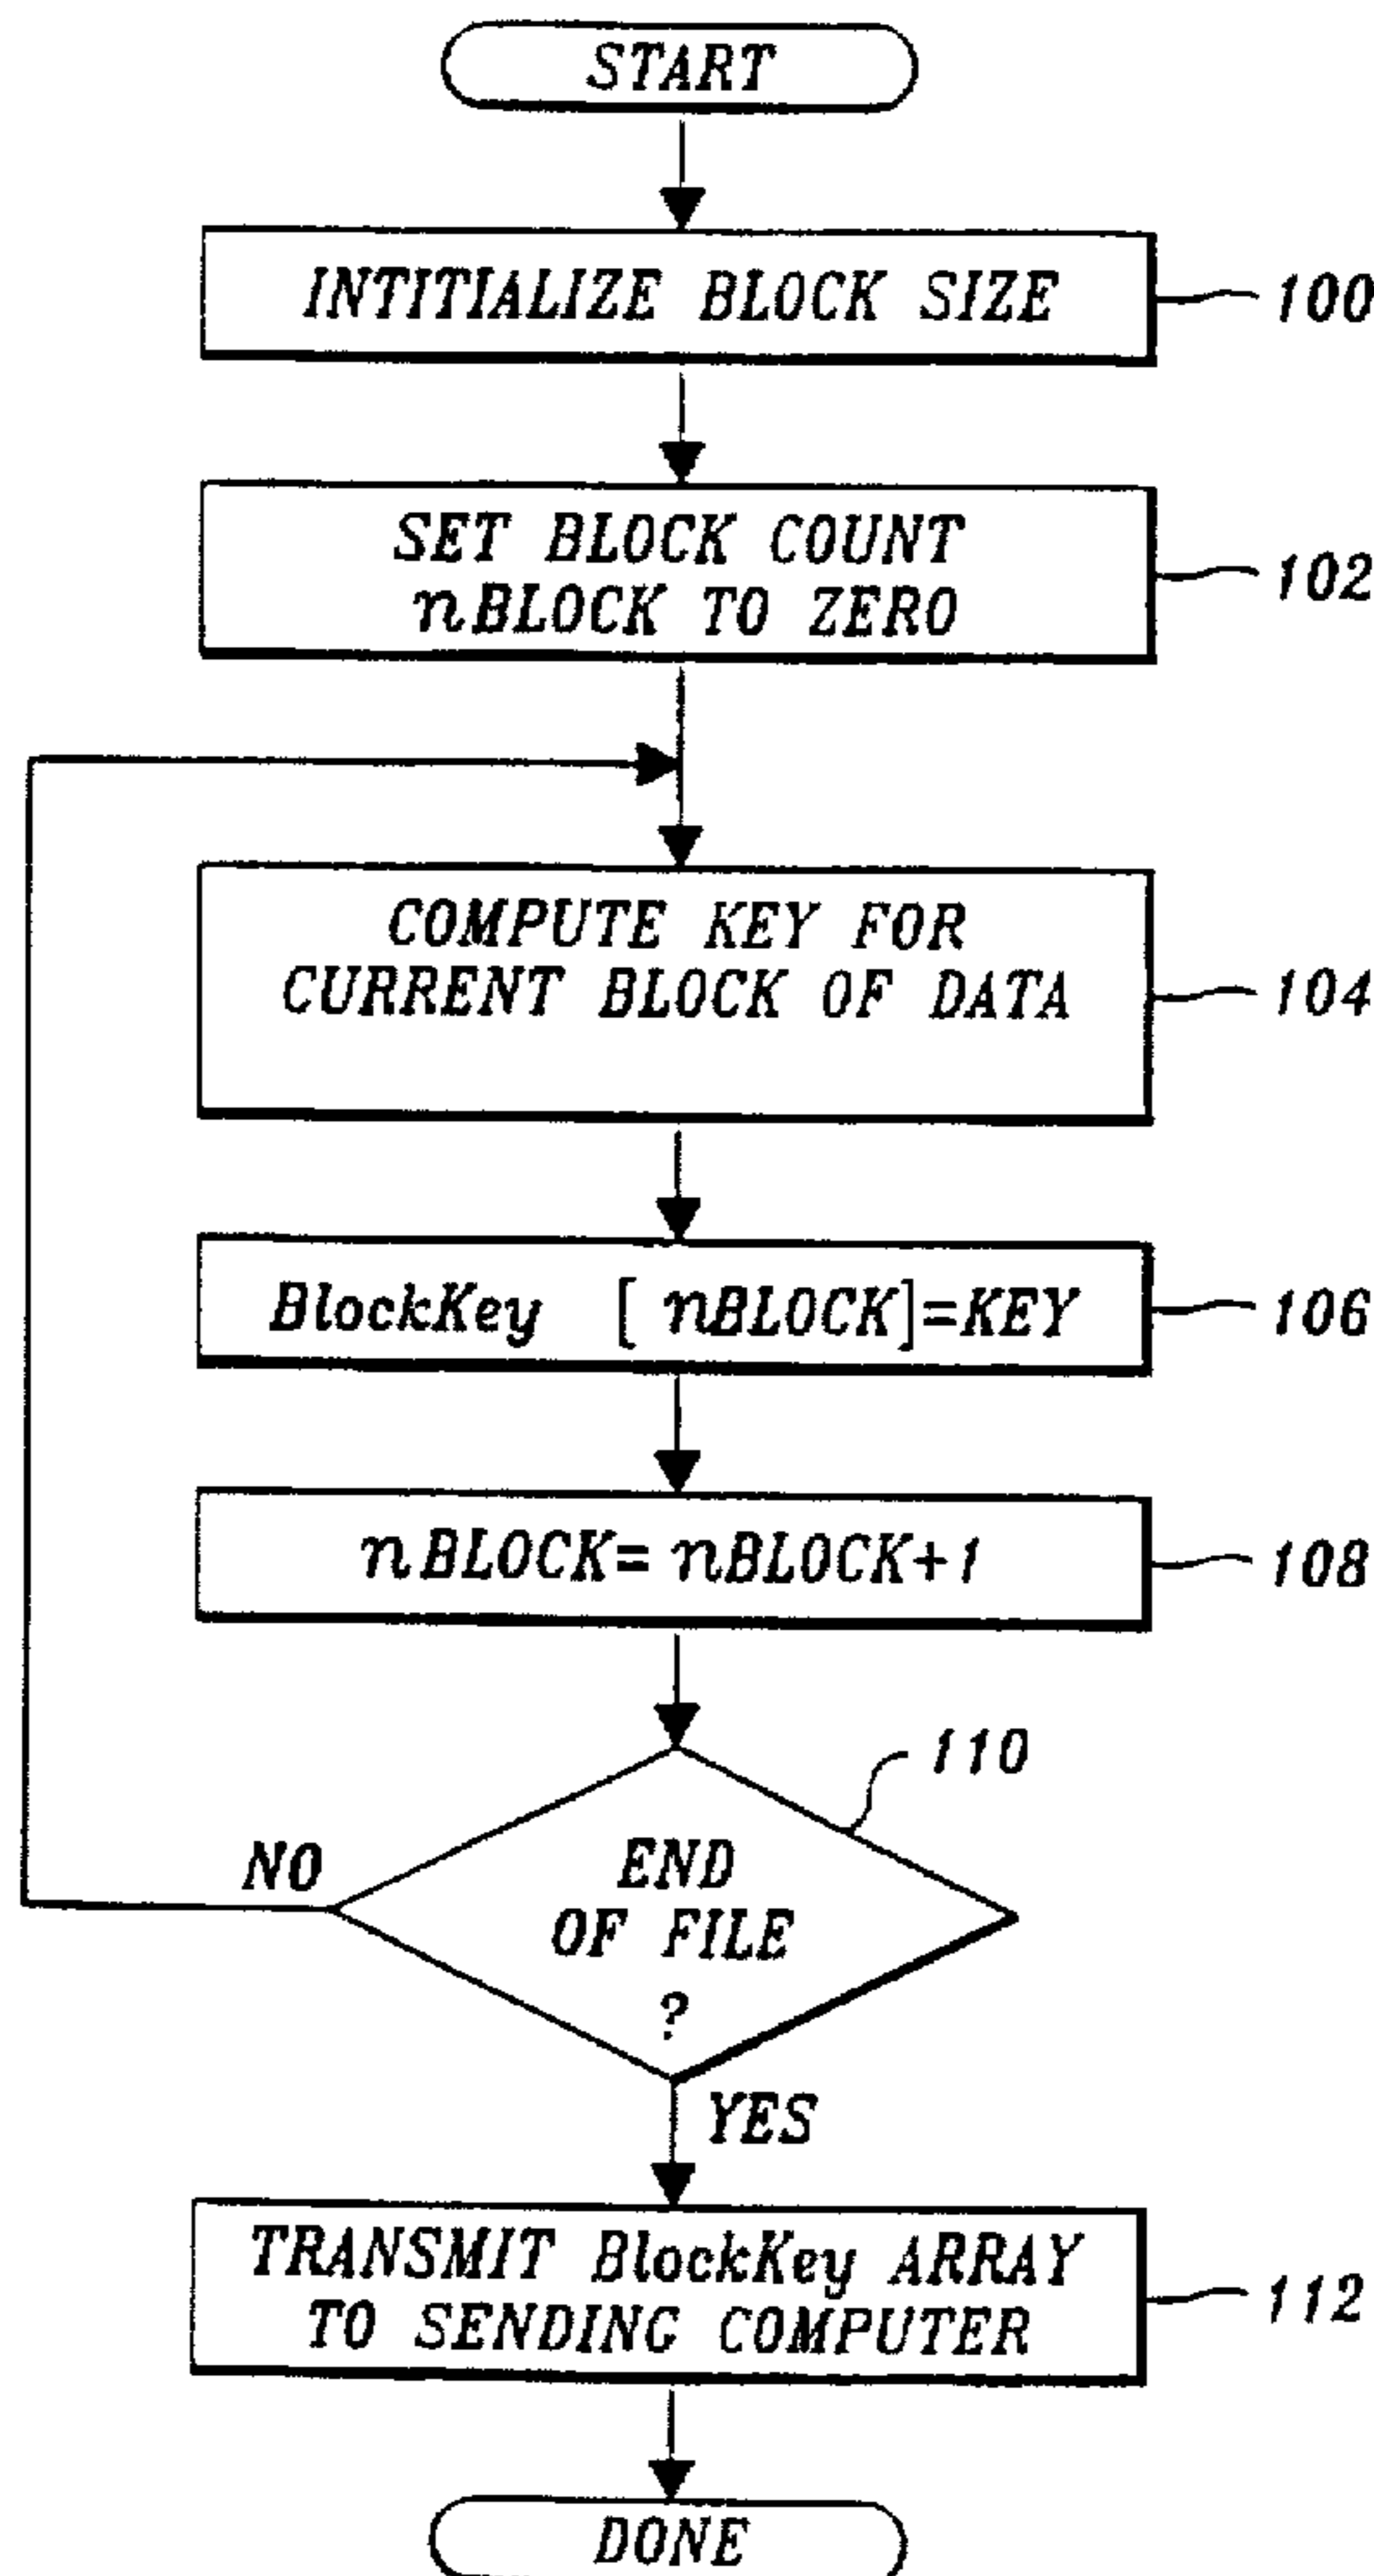 START
INTITIALIZE BLOCK SIZE
100
SET BLOCK COUNT
nBLOCK TO ZERO
102
COMPUTE KEY FOR
CURRENT BLOCK OF DATA
104
BlockKey [ nBLOCK]=KEY
106
nBLOCK= nBLOCK+1
108
110
NO
END
OF FILE
?
YES
TRANSMIT BlockKey ARRAY
TO SENDING COMPUTER
112
DONE